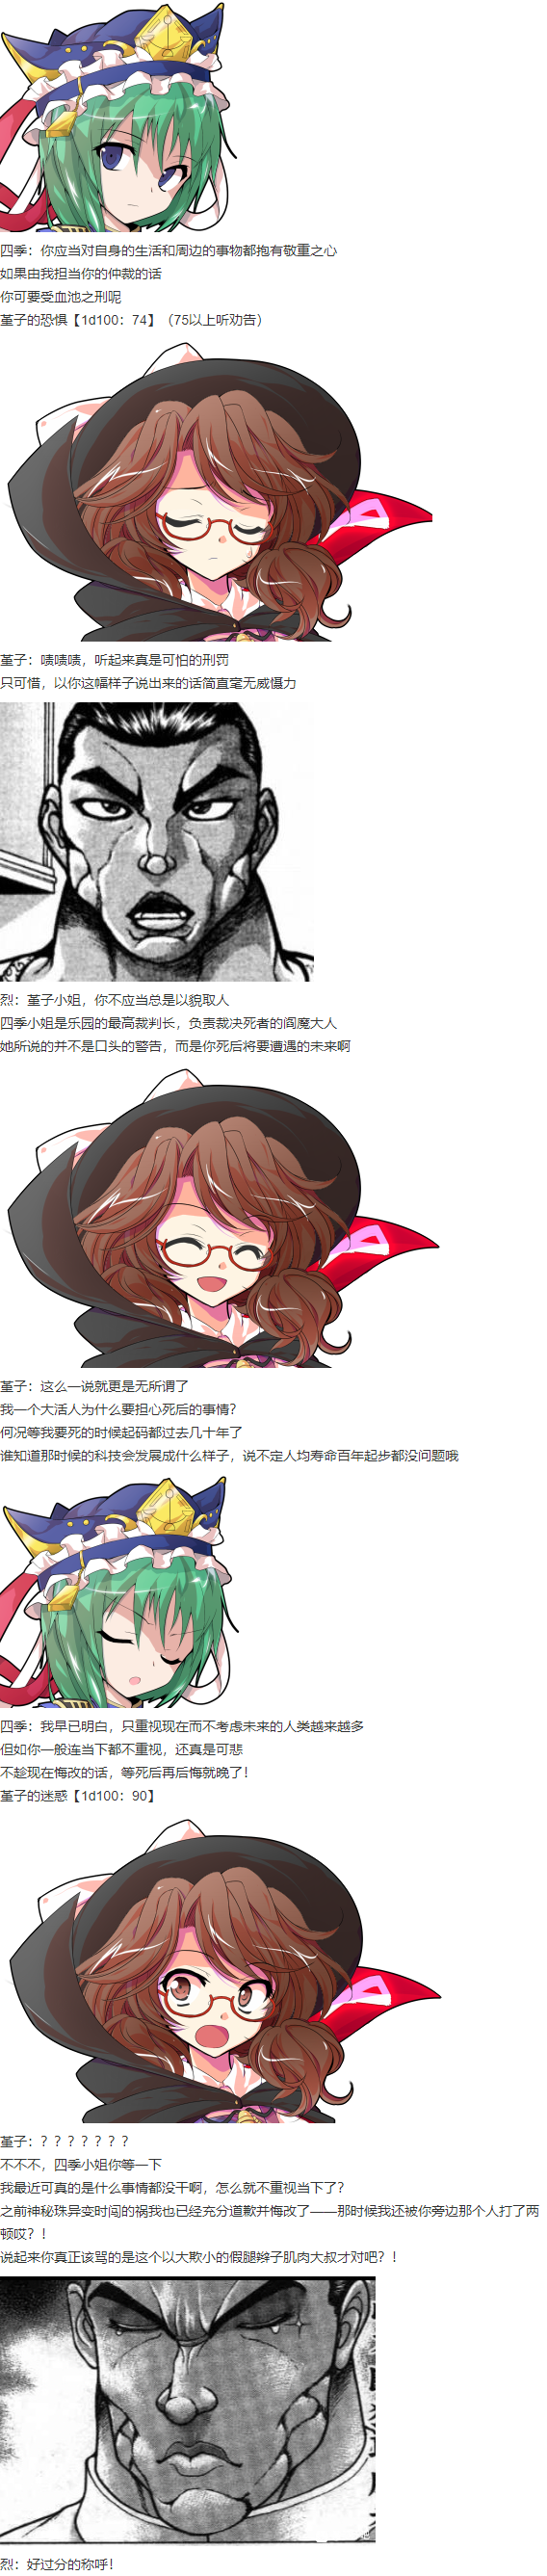 四季：你应当对自身的生活和周边的事物都抱有敬重之心
如果由我担当你的仲裁的话
你可要受血池之刑呢
堇子的恐惧【1d100：74】（75以上听劝告）
堇子：啧啧啧，听起来真是可怕的刑罚
只可惜，以你这幅样子说出来的话简直毫无威慑力
烈：堇子小姐，你不应当总是以貌取人
四季小姐是乐园的最高裁判长，负责裁决死者的阎魔大人
她所说的并不是口头的警告，而是你死后将要遭遇的未来啊
堇子：这么一说就更是无所谓了
我一个大活人为什么要担心死后的事情？
何况等我要死的时候起码都过去几十年了
谁知道那时候的科技会发展成什么样子，说不定人均寿命百年起步都没问题哦
四季：我早已明白，只重视现在而不考虑未来的人类越来越多
但如你一般连当下都不重视，还真是可悲
不趁现在悔改的话，等死后再后悔就晚了！
堇子的迷惑【1d100：90】
堇子：？？？？？？？
不不不，四季小姐你等一下
我最近可真的是什么事情都没干啊，怎么就不重视当下了？
之前神秘珠异变时闯的祸我也已经充分道歉并悔改了——那时候我还被你旁边那个人打了两
顿哎？！
说起来你真正该骂的是这个以大欺小的假腿辫子肌肉大叔才对吧？！
烈：好过分的称呼！